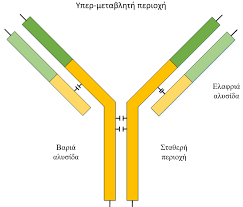 Υπερ-μεταβλητή περιοχή
Ελαφριά
αλυσίδα
Βαριά
αλυσίδα
Σταθερή
περιοχή